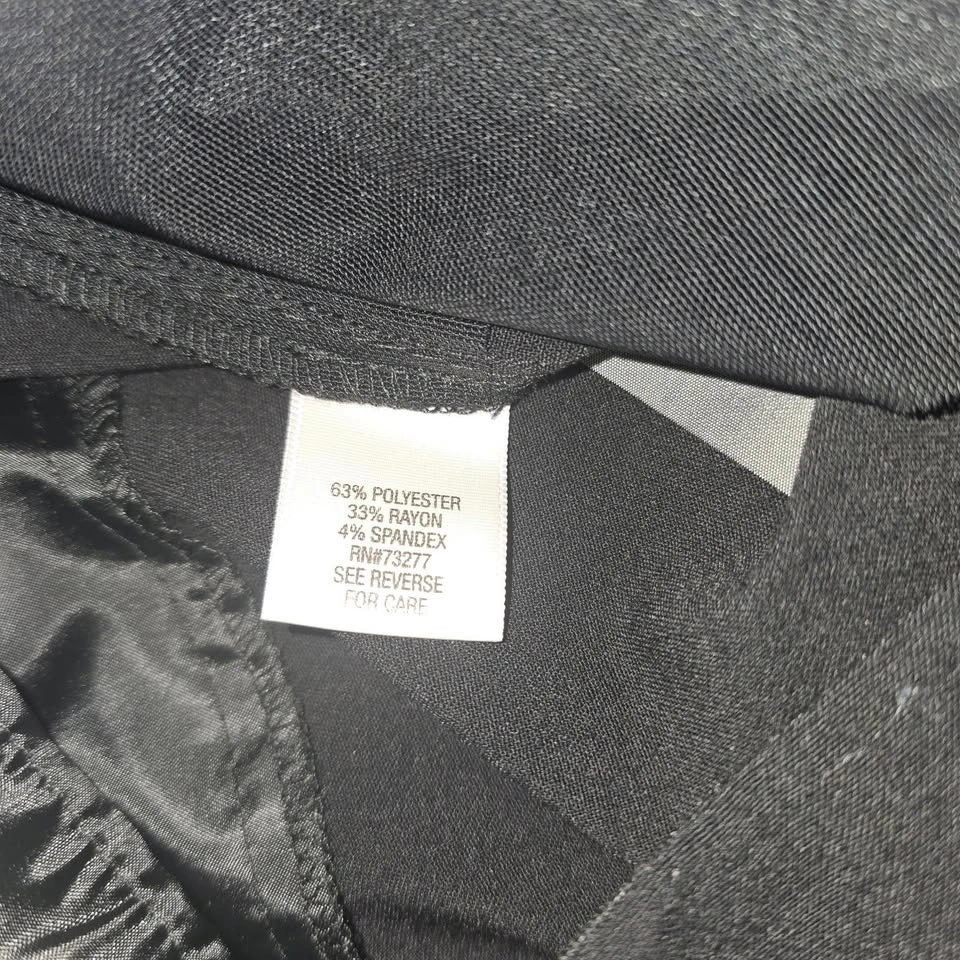 63% POLYESTER
33% RAYON
4% SPANDEX
RN#73277
SEE REVERSE
FOR CARE